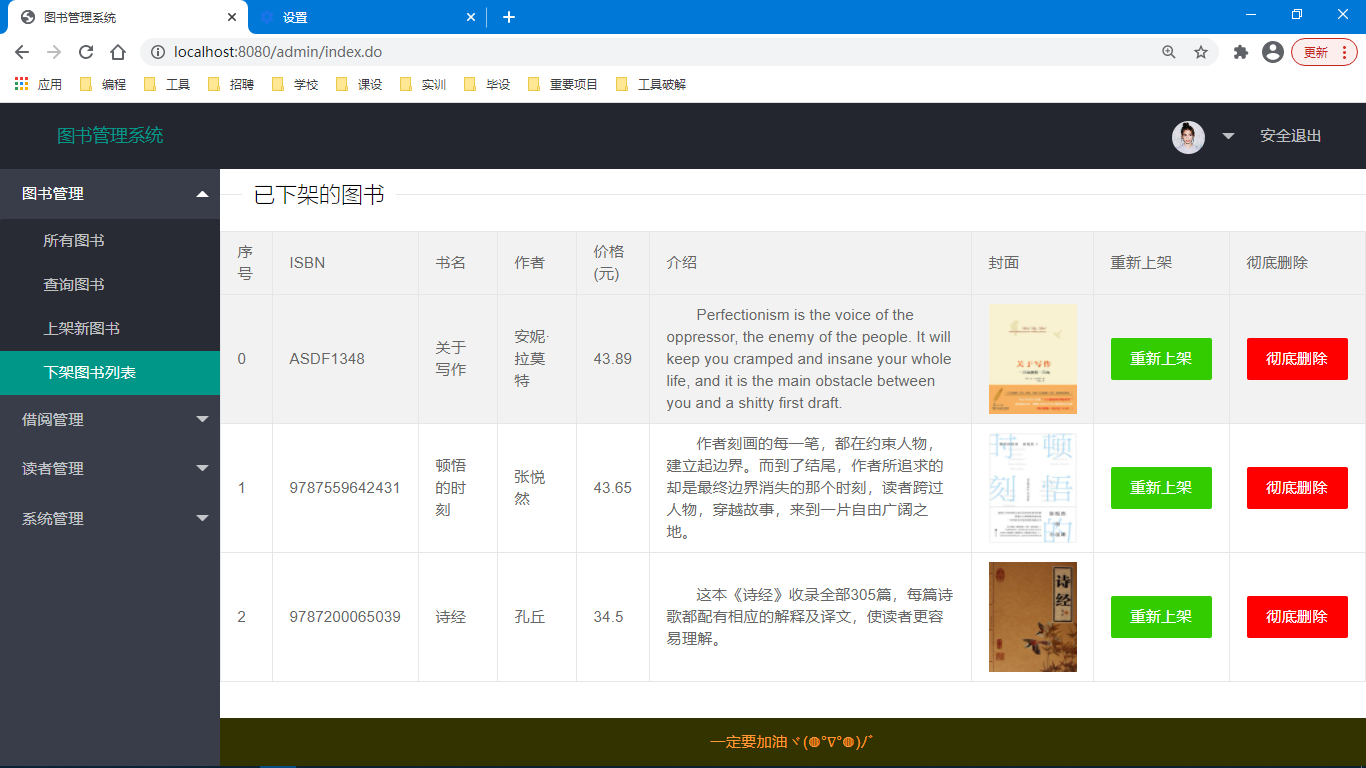 图书管理系统
设置
localhost:8080/admin/index.do
更新
应用 编程 工具 招聘 学校 课设 实训 毕设 重要项目 工具破解
图书管理系统
安全退出
图书管理
所有图书
查询图书
上架新图书
下架图书列表
借阅管理
读者管理
系统管理
已下架的图书
序
号
ISBN
书名
作者
价格
(元)
介绍
封面
重新上架
彻底删除
0
ASDF1348
关于
写作
安妮·
拉莫
特
43.89
Perfectionism is the voice of the
oppressor, the enemy of the people. It will
keep you cramped and insane your whole
life, and it is the main obstacle between
you and a shitty first draft.
关于写作
重新上架
彻底删除
1
9787559642431
顿悟
的时
刻
张悦
然
43.65
作者刻画的每一笔，都在约束人物，
建立起边界。而到了结尾，作者所追求的
却是最终边界消失的那个时刻，读者跨过
人物，穿越故事，来到一片自由广阔之
地。
时 顿
刻 悟
的
重新上架
彻底删除
2
9787200065039
诗经
孔丘
34.5
这本《诗经》收录全部305篇，每篇诗
歌都配有相应的解释及译文，使读者更容
易理解。
诗
经
重新上架
彻底删除
一定要加油ヾ(◍°∇°◍)ﾉﾞ